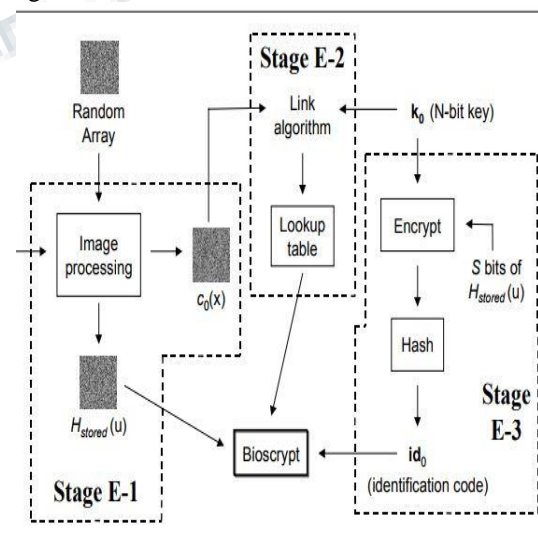 Stage E-2
Random
Array
Link
algorithm
k₀ (N-bit key)
Image
processing
c₀(x)
Lookup
table
Encrypt
S bits of
Hstored(u)
Hash
Hstored (u)
Stage E-1
Bioscrypt
id₀
(identification code)
Stage
E-3